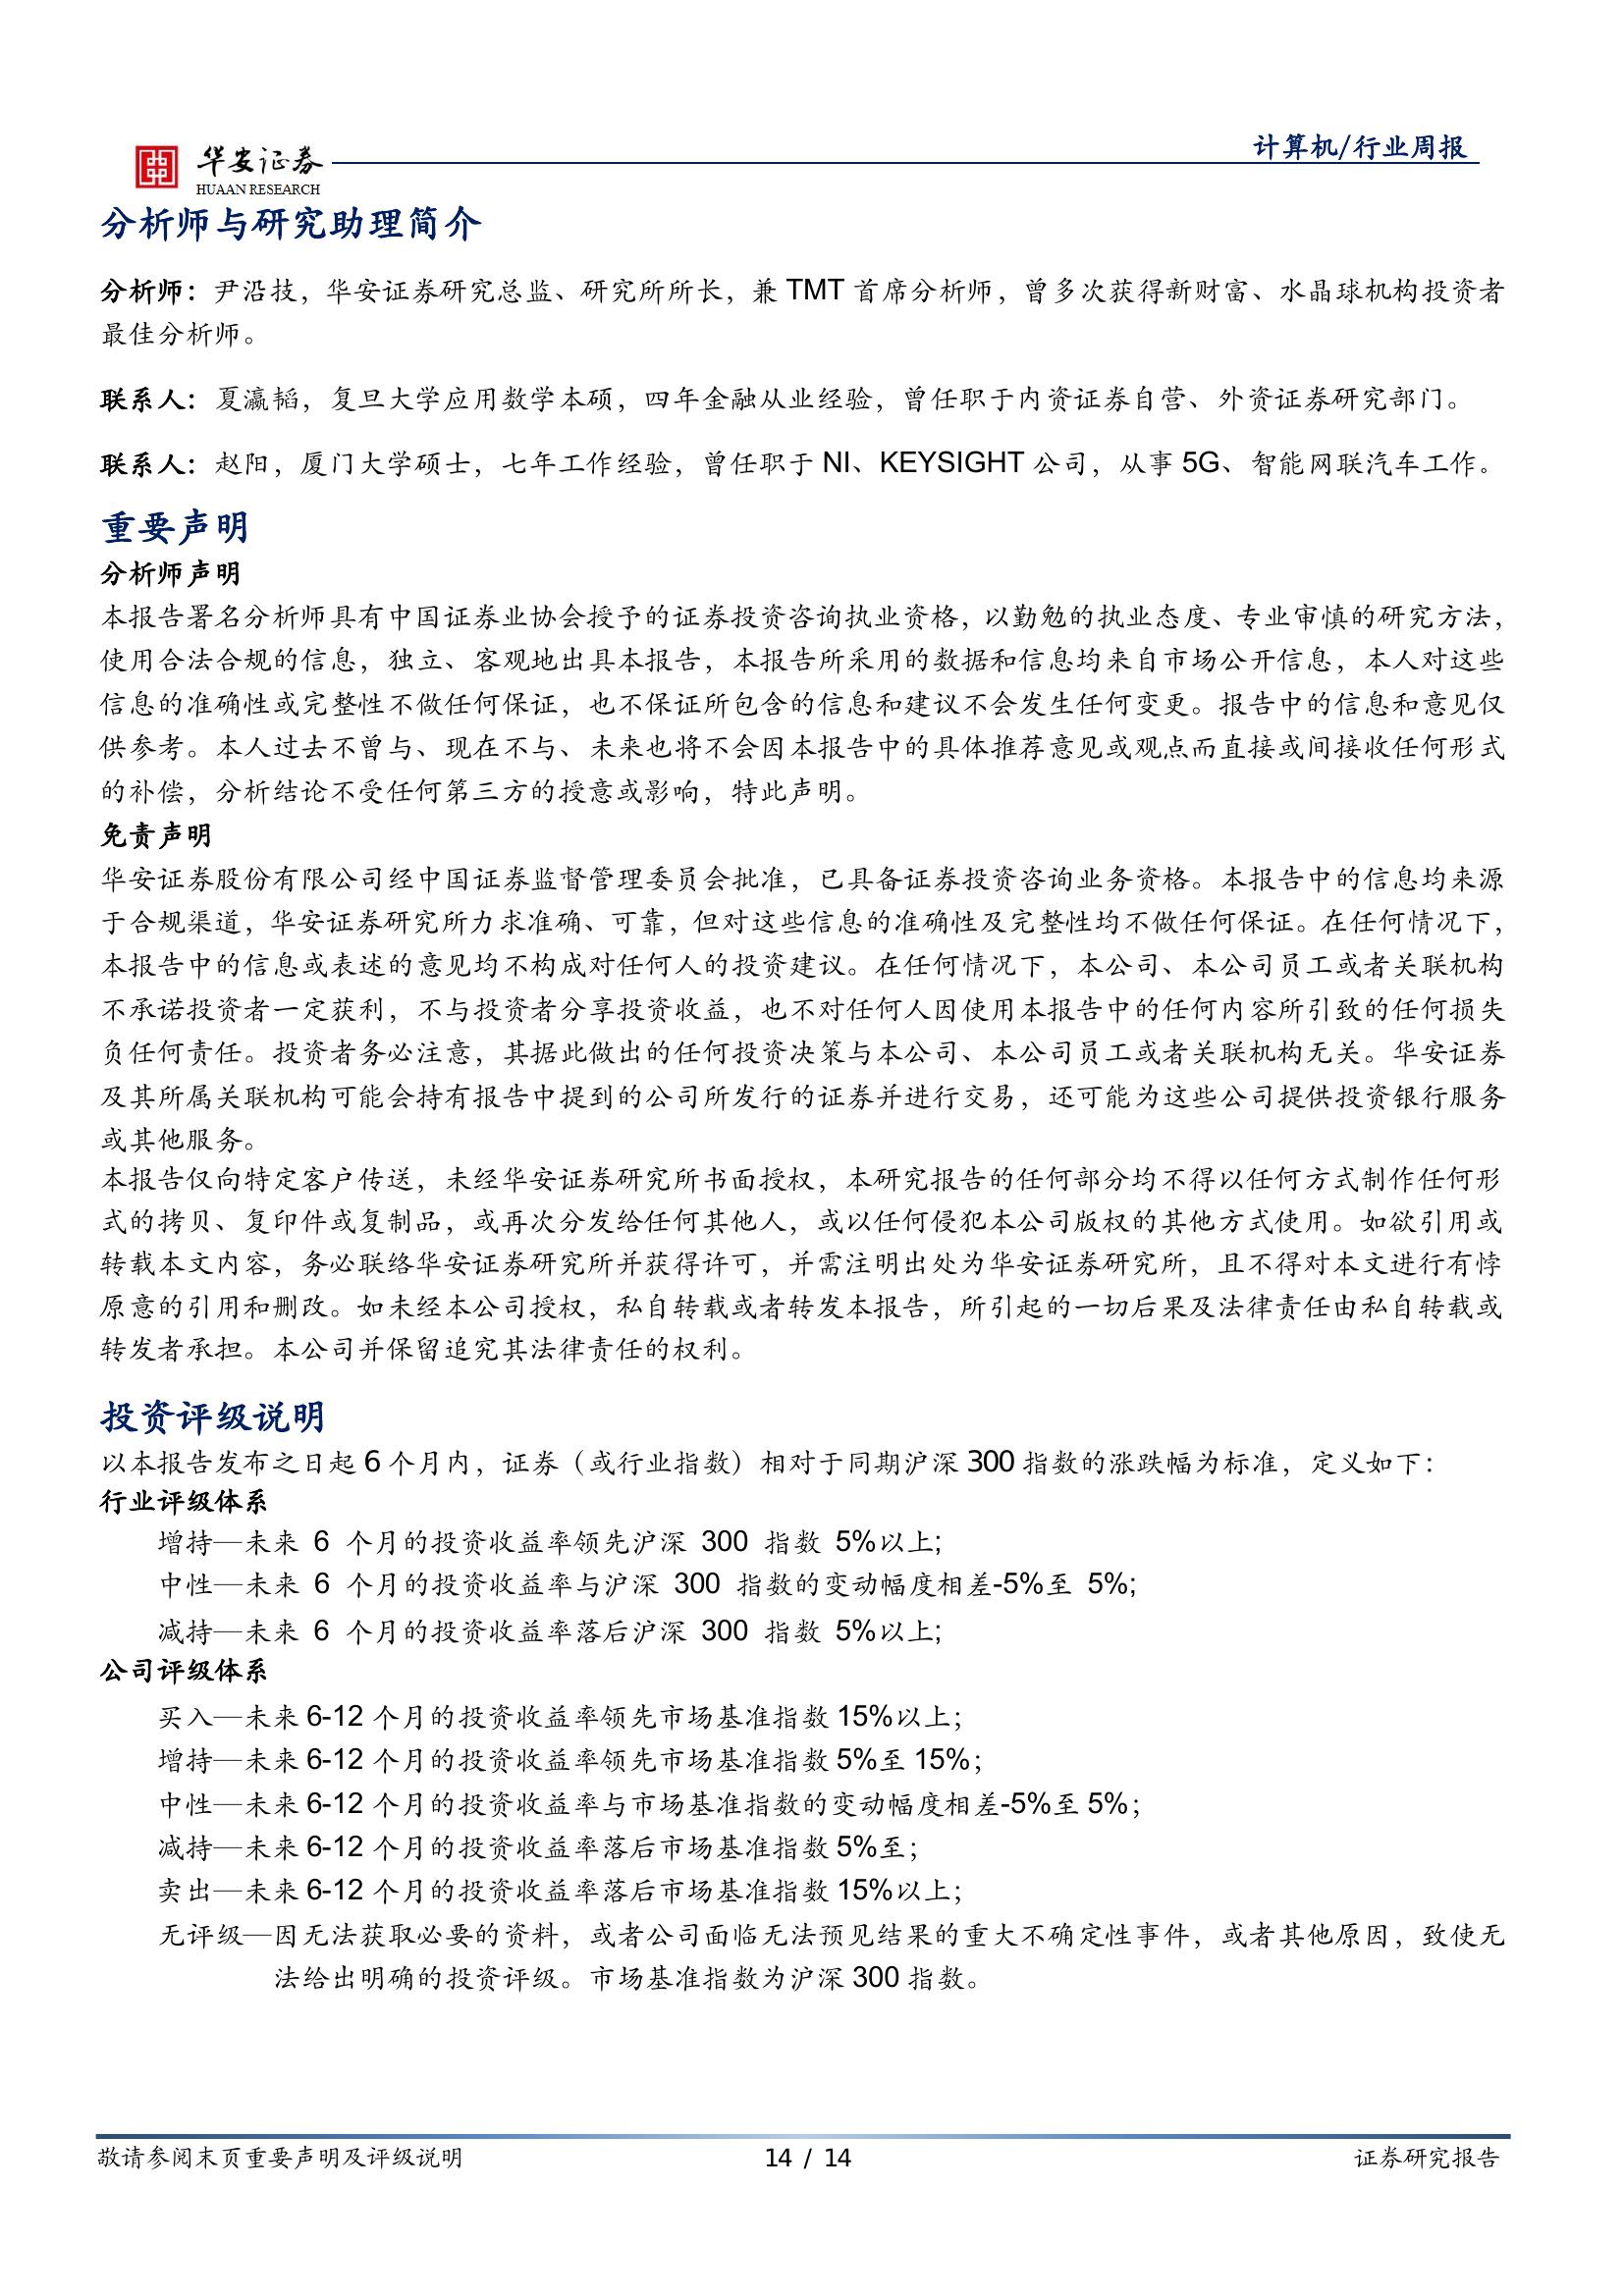 华安证券
HUAAN RESEARCH
计算机/行业周报
分析师与研究助理简介
分析师：尹沿技，华安证券研究总监、研究所所长，兼 TMT 首席分析师，曾多次获得新财富、水晶球机构投资者
最佳分析师。
联系人：夏瀛韬，复旦大学应用数学本硕，四年金融从业经验，曾任职于内资证券自营、外资证券研究部门。
联系人：赵阳，厦门大学硕士，七年工作经验，曾任职于 NI、KEYSIGHT 公司，从事 5G、智能网联汽车工作。
重要声明
分析师声明
本报告署名分析师具有中国证券业协会授予的证券投资咨询执业资格，以勤勉的执业态度、专业审慎的研究方法，
使用合法合规的信息，独立、客观地出具本报告，本报告所采用的数据和信息均来自市场公开信息，本人对这些
信息的准确性或完整性不做任何保证，也不保证所包含的信息和建议不会发生任何变更。报告中的信息和意见仅
供参考。本人过去不曾与、现在不与、未来也将不会因本报告中的具体推荐意见或观点而直接或间接收任何形式
的补偿，分析结论不受任何第三方的授意或影响，特此声明。
免责声明
华安证券股份有限公司经中国证券监督管理委员会批准，已具备证券投资咨询业务资格。本报告中的信息均来源
于合规渠道，华安证券研究所力求准确、可靠，但对这些信息的准确性及完整性均不做任何保证。在任何情况下，
本报告中的信息或表述的意见均不构成对任何人的投资建议。在任何情况下，本公司、本公司员工或者关联机构
不承诺投资者一定获利，不与投资者分享投资收益，也不对任何人因使用本报告中的任何内容所引致的任何损失
负任何责任。投资者务必注意，其据此做出的任何投资决策与本公司、本公司员工或者关联机构无关。华安证券
及其所属关联机构可能会持有报告中提到的公司所发行的证券并进行交易，还可能为这些公司提供投资银行服务
或其他服务。
本报告仅向特定客户传送，未经华安证券研究所书面授权，本研究报告的任何部分均不得以任何方式制作任何形
式的拷贝、复印件或复制品，或再次分发给任何其他人，或以任何侵犯本公司版权的其他方式使用。如欲引用或
转载本文内容，务必联络华安证券研究所并获得许可，并需注明出处为华安证券研究所，且不得对本文进行有悖
原意的引用和删改。如未经本公司授权，私自转载或者转发本报告，所引起的一切后果及法律责任由私自转载或
转发者承担。本公司并保留追究其法律责任的权利。
投资评级说明
以本报告发布之日起 6 个月内，证券（或行业指数）相对于同期沪深 300 指数的涨跌幅为标准，定义如下：
行业评级体系
增持—未来 6 个月的投资收益率领先沪深 300 指数 5%以上;
中性—未来 6 个月的投资收益率与沪深 300 指数的变动幅度相差-5%至 5%;
减持—未来 6 个月的投资收益率落后沪深 300 指数 5%以上;
公司评级体系
买入—未来 6-12 个月的投资收益率领先市场基准指数 15%以上；
增持—未来 6-12 个月的投资收益率领先市场基准指数 5%至 15%；
中性—未来 6-12 个月的投资收益率与市场基准指数的变动幅度相差-5%至 5%；
减持—未来 6-12 个月的投资收益率落后市场基准指数 5%至；
卖出—未来 6-12 个月的投资收益率落后市场基准指数 15%以上；
无评级—因无法获取必要的资料，或者公司面临无法预见结果的重大不确定性事件，或者其他原因，致使无
法给出明确的投资评级。市场基准指数为沪深 300 指数。
敬请参阅末页重要声明及评级说明
14 / 14
证券研究报告